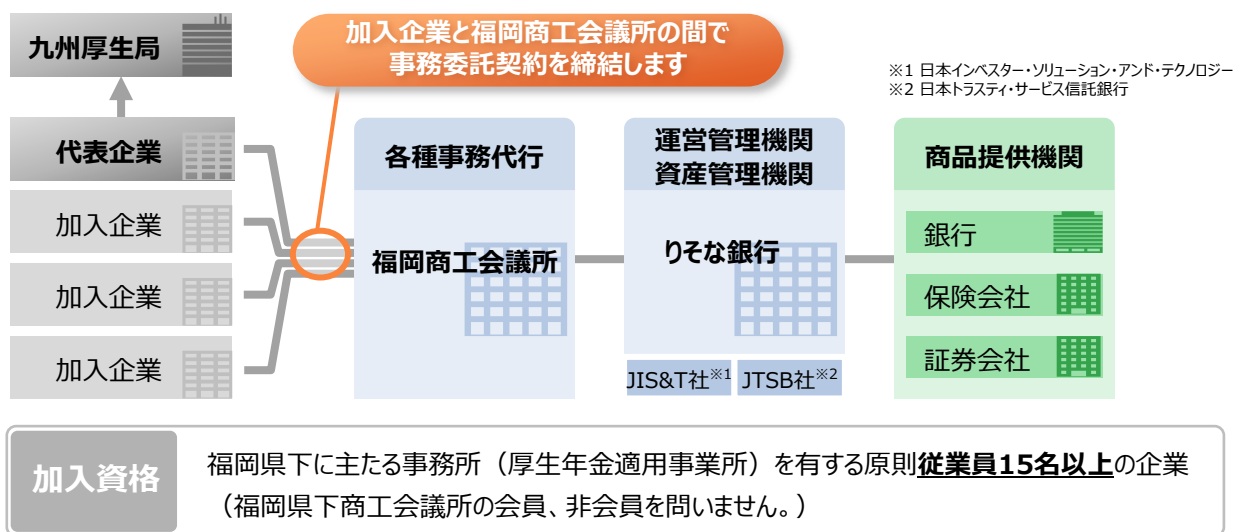 九州厚生局
加入企業と福岡商工会議所の間で
事務委託契約を締結します
※1 日本インベスター・ソリューション・アンド・テクノロジー
※2 日本トラスティ・サービス信託銀行
代表企業
加入企業
加入企業
加入企業
各種事務代行
福岡商工会議所
運営管理機関
資産管理機関
りそな銀行
JIS&T社※1
JTSB社※2
商品提供機関
銀行
保険会社
証券会社
加入資格
福岡県下に主たる事務所（厚生年金適用事業所）を有する原則従業員15名以上の企業
（福岡県下商工会議所の会員、非会員を問いません。）